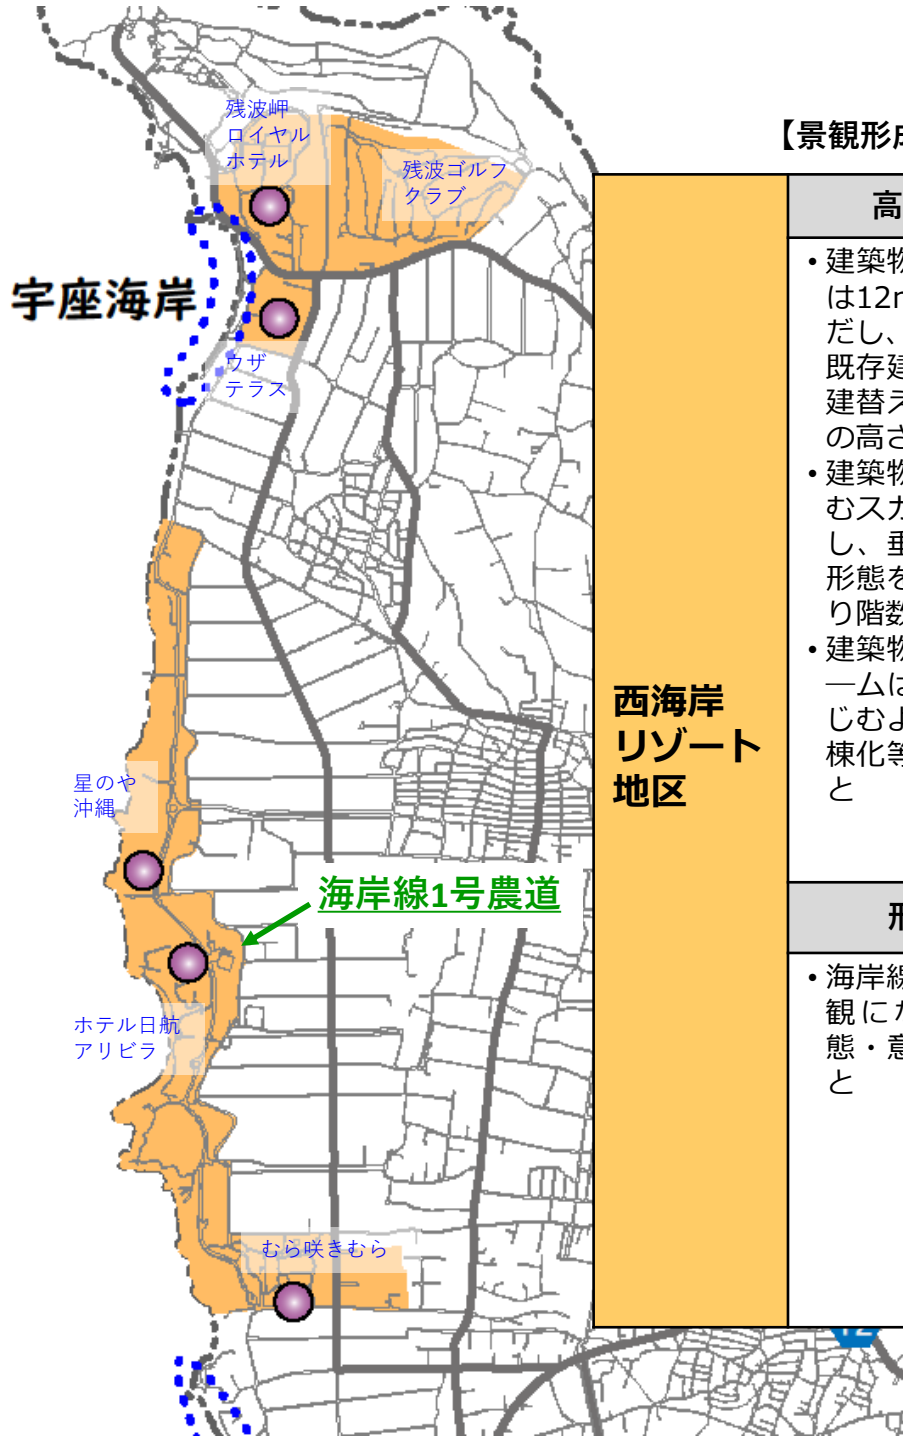 残波岬
ロイヤル
ホテル
残波ゴルフ
クラブ
宇座海岸
ウザ
テラス
星のや
沖縄
海岸線1号農道
ホテル日航
アリビラ
むら咲きむら
【景観形成
西海岸
リゾート
地区
高
• 建築物
は12m
だし、
既存建
建替え
の高さ
• 建築物
むスカ
し、垂
形態を
り階数
• 建築物
―ムは
じむよ
棟化等
と
形
• 海岸線
観にな
態・意
と
12